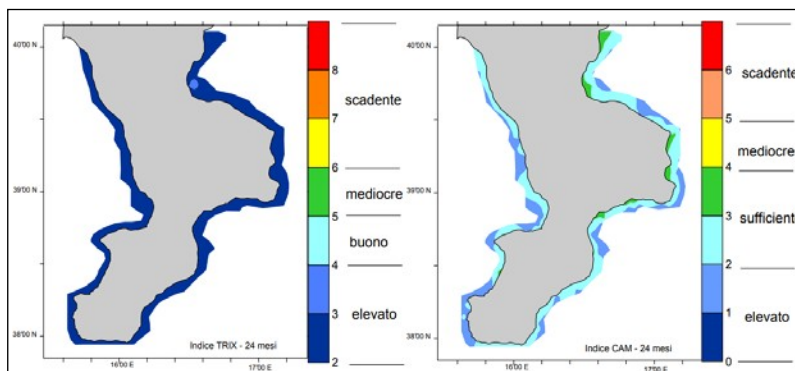 40'00 N
39'00 N
38'00 N
16'00 E
17'00 E
Indice TRIX - 24 mesi
8
7
6
5
4
3
2
scadente
mediocre
buono
elevato
40'00 N
39'00 N
38'00 N
16'00 E
17'00 E
Indice CAM - 24 mesi
6
5
4
3
2
1
0
scadente
mediocre
sufficiente
elevato